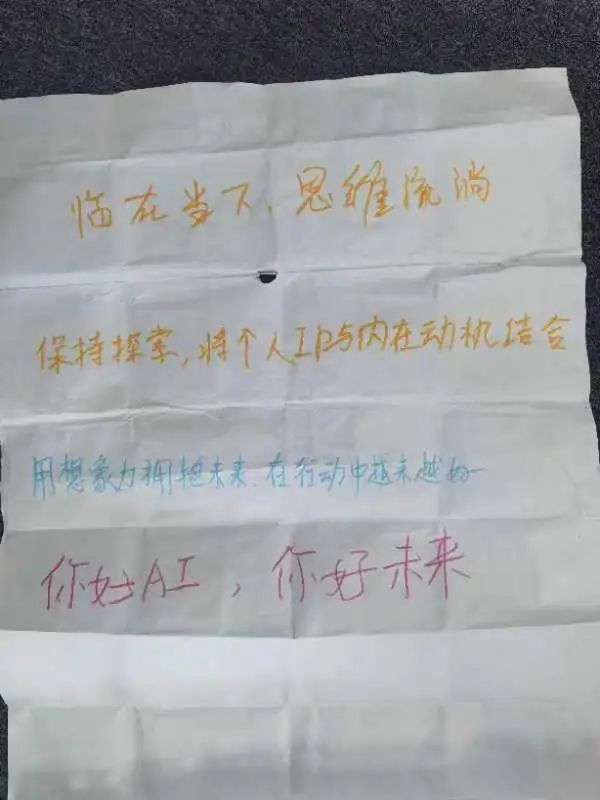 临在当下，思维流淌
保持探索，将个人IP与内在动机结合
用想象力拥抱未来，在行动中越来越好
你好AI，你好未来